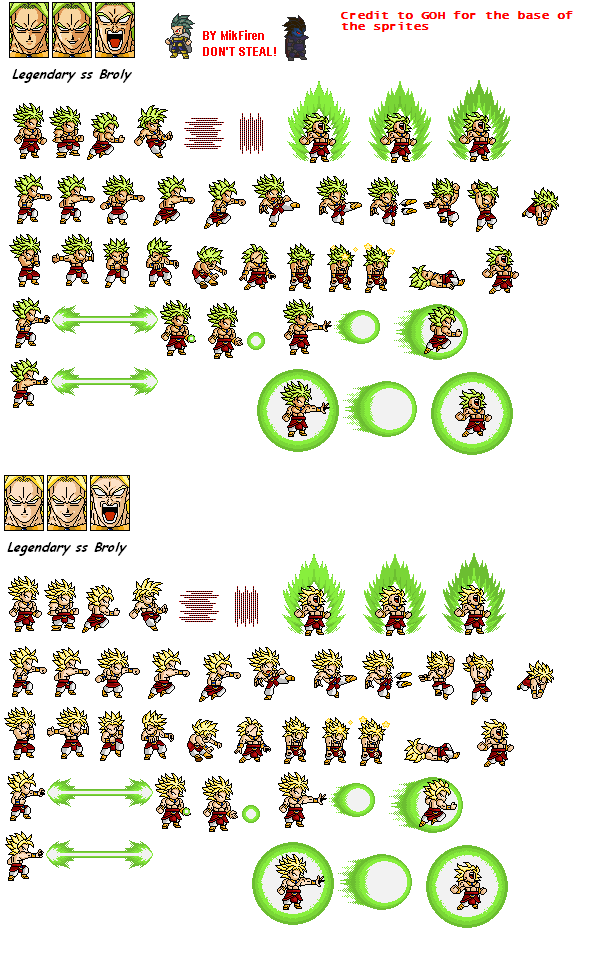 Credit to GOH for the base of
the sprites
BY MikFiren
DON'T STEAL!
Legendary ss Broly
Legendary ss Broly